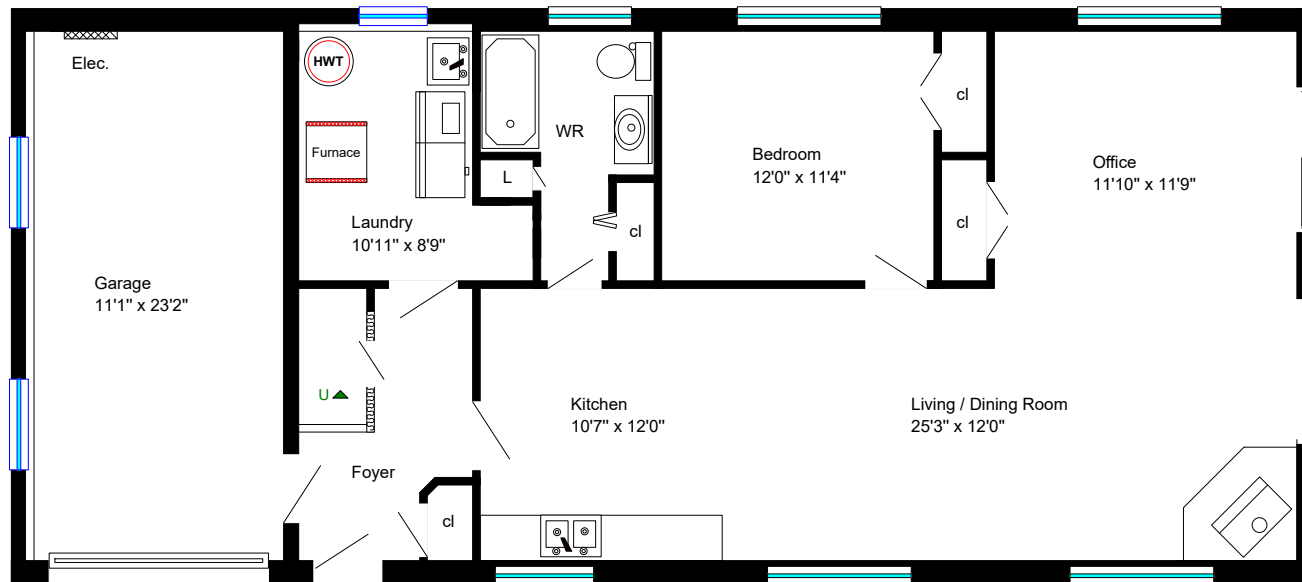 Elec.
HWT
Furnace
Laundry
10'11" x 8'9"
WR
L
cl
Bedroom
12'0" x 11'4"
cl
cl
Office
11'10" x 11'9"
Garage
11'1" x 23'2"
U
Foyer
cl
Kitchen
10'7" x 12'0"
Living / Dining Room
25'3" x 12'0"